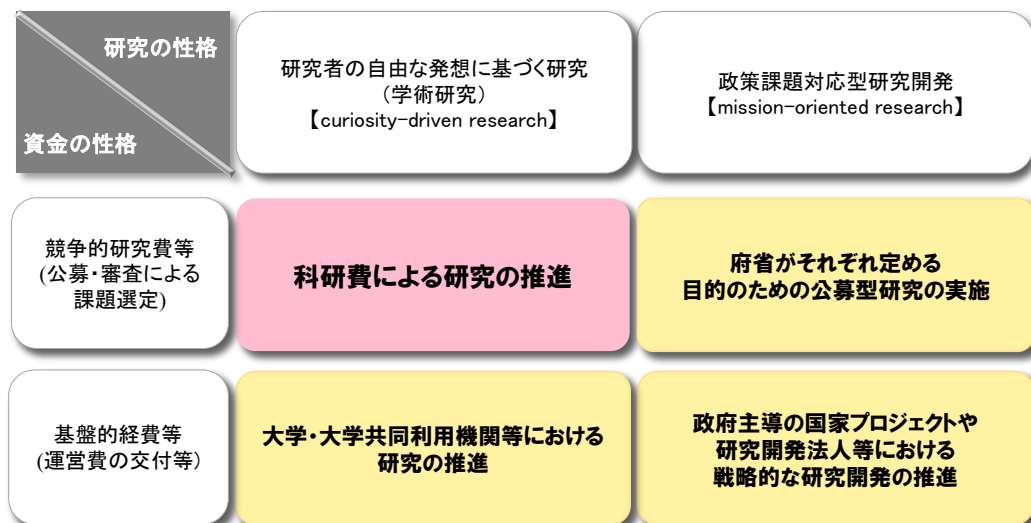 研究の性格
資金の性格
研究者の自由な発想に基づく研究
(学術研究)
【curiosity-driven research】
政策課題対応型研究開発
【mission-oriented research】
競争的研究費等
(公募・審査による
課題選定)
科研費による研究の推進
府省がそれぞれ定める
目的のための公募型研究の実施
基盤的経費等
(運営費の交付等)
大学・大学共同利用機関等における
研究の推進
政府主導の国家プロジェクトや
研究開発法人等における
戦略的な研究開発の推進